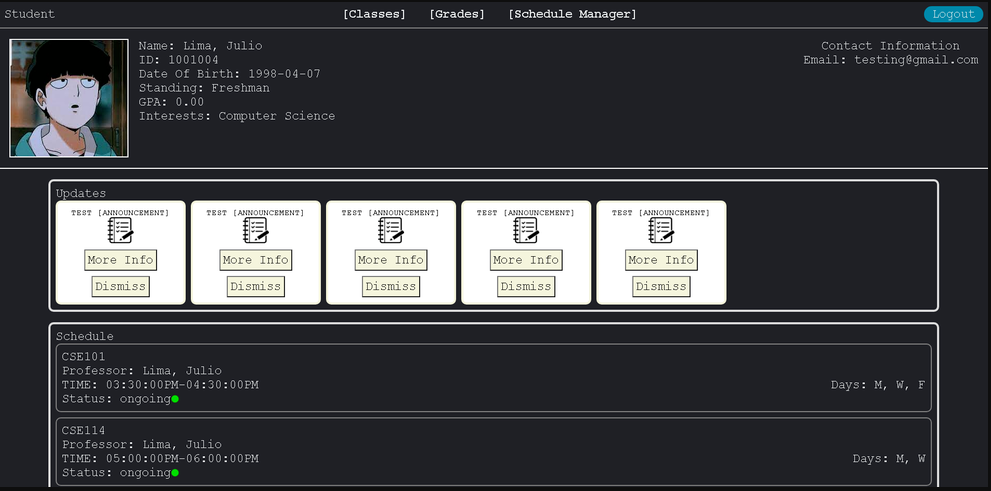 Student
[Classes]
[Grades]
[Schedule Manager]
Logout
Name: Lima, Julio
ID: 1001004
Date Of Birth: 1998-04-07
Standing: Freshman
GPA: 0.00
Interests: Computer Science
Contact Information
Email: testing@gmail.com
Updates
TEST [ANNOUNCEMENT]
More Info
Dismiss
TEST [ANNOUNCEMENT]
More Info
Dismiss
TEST [ANNOUNCEMENT]
More Info
Dismiss
TEST [ANNOUNCEMENT]
More Info
Dismiss
TEST [ANNOUNCEMENT]
More Info
Dismiss
Schedule
CSE101
Professor: Lima, Julio
TIME: 03:30:00PM-04:30:00PM
Days: M, W, F
Status: ongoing
CSE114
Professor: Lima, Julio
TIME: 05:00:00PM-06:00:00PM
Days: M, W
Status: ongoing